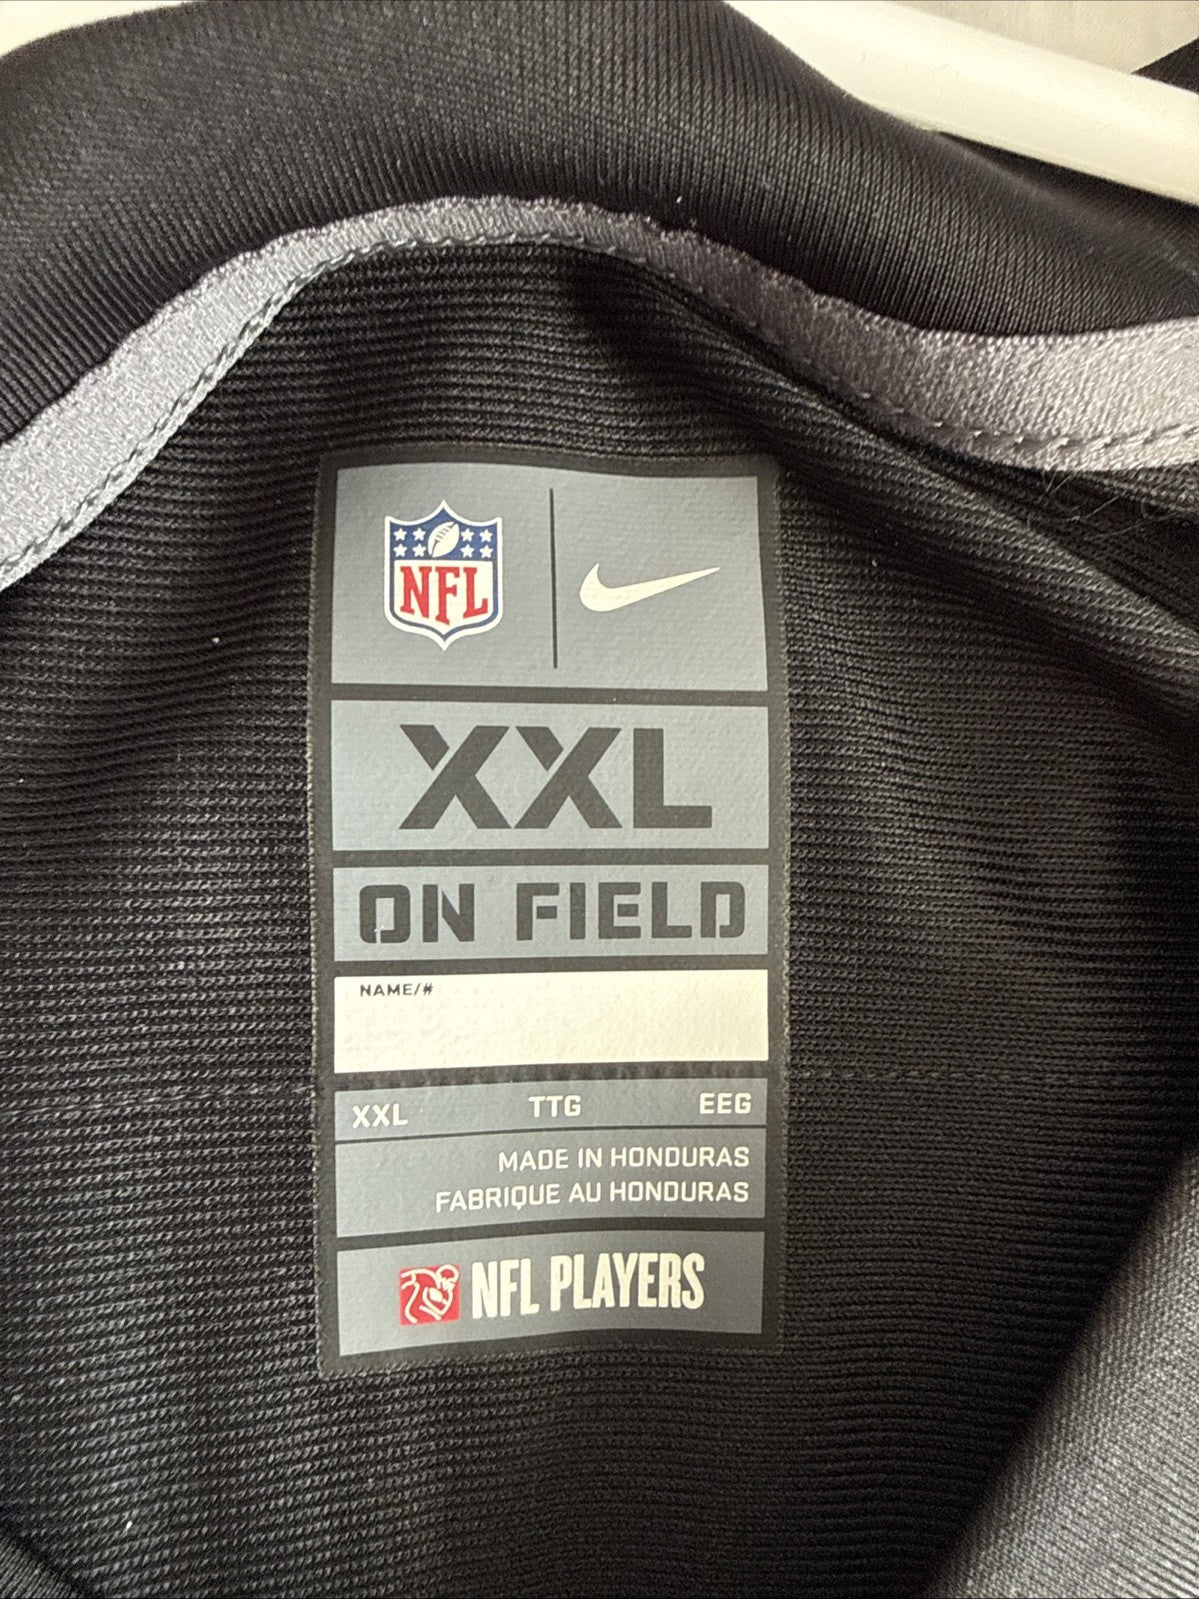 NFL
XXL
ON FIELD
NAME/#
XXL TTG EEG
MADE IN HONDURAS
FABRIQUE AU HONDURAS
NFL PLAYERS